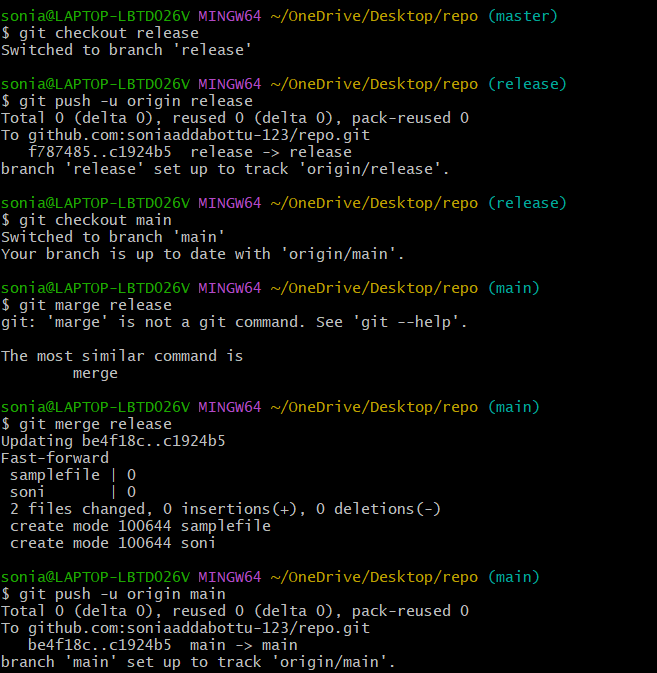 sonia@LAPTOP-LBTDO26V MINGW64 ~/OneDrive/Desktop/repo (master)
$ git checkout release
Switched to branch 'release'
sonia@LAPTOP-LBTDO26V MINGW64 ~/OneDrive/Desktop/repo (release)
$ git push -u origin release
Total 0 (delta 0), reused 0 (delta 0), pack-reused 0
To github.com:soniaaddabottu-123/repo.git
   f787485..c1924b5  release -> release
branch 'release' set up to track 'origin/release'.
sonia@LAPTOP-LBTDO26V MINGW64 ~/OneDrive/Desktop/repo (release)
$ git checkout main
Switched to branch 'main'
Your branch is up to date with 'origin/main'.
sonia@LAPTOP-LBTDO26V MINGW64 ~/OneDrive/Desktop/repo (main)
$ git marge release
git: 'marge' is not a git command. See 'git --help'.
The most similar command is
        merge
sonia@LAPTOP-LBTDO26V MINGW64 ~/OneDrive/Desktop/repo (main)
$ git merge release
Updating be4f18c..c1924b5
Fast-forward
 samplefile | 0
 soni       | 0
 2 files changed, 0 insertions(+), 0 deletions(-)
 create mode 100644 samplefile
 create mode 100644 soni
sonia@LAPTOP-LBTDO26V MINGW64 ~/OneDrive/Desktop/repo (main)
$ git push -u origin main
Total 0 (delta 0), reused 0 (delta 0), pack-reused 0
To github.com:soniaaddabottu-123/repo.git
   be4f18c..c1924b5  main -> main
branch 'main' set up to track 'origin/main'.